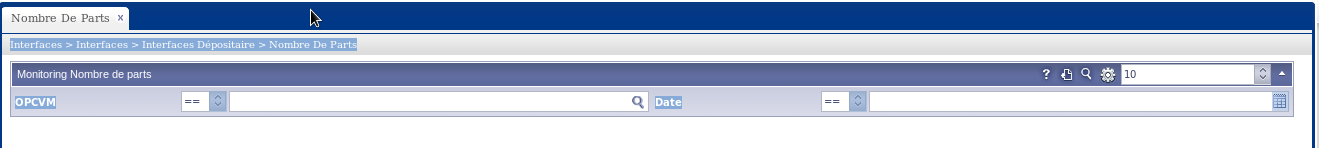 Nombre De Parts x
Interfaces > Interfaces > Interfaces Dépositaire > Nombre De Parts
Monitoring Nombre de parts ? 10
OPCVM == Date ==